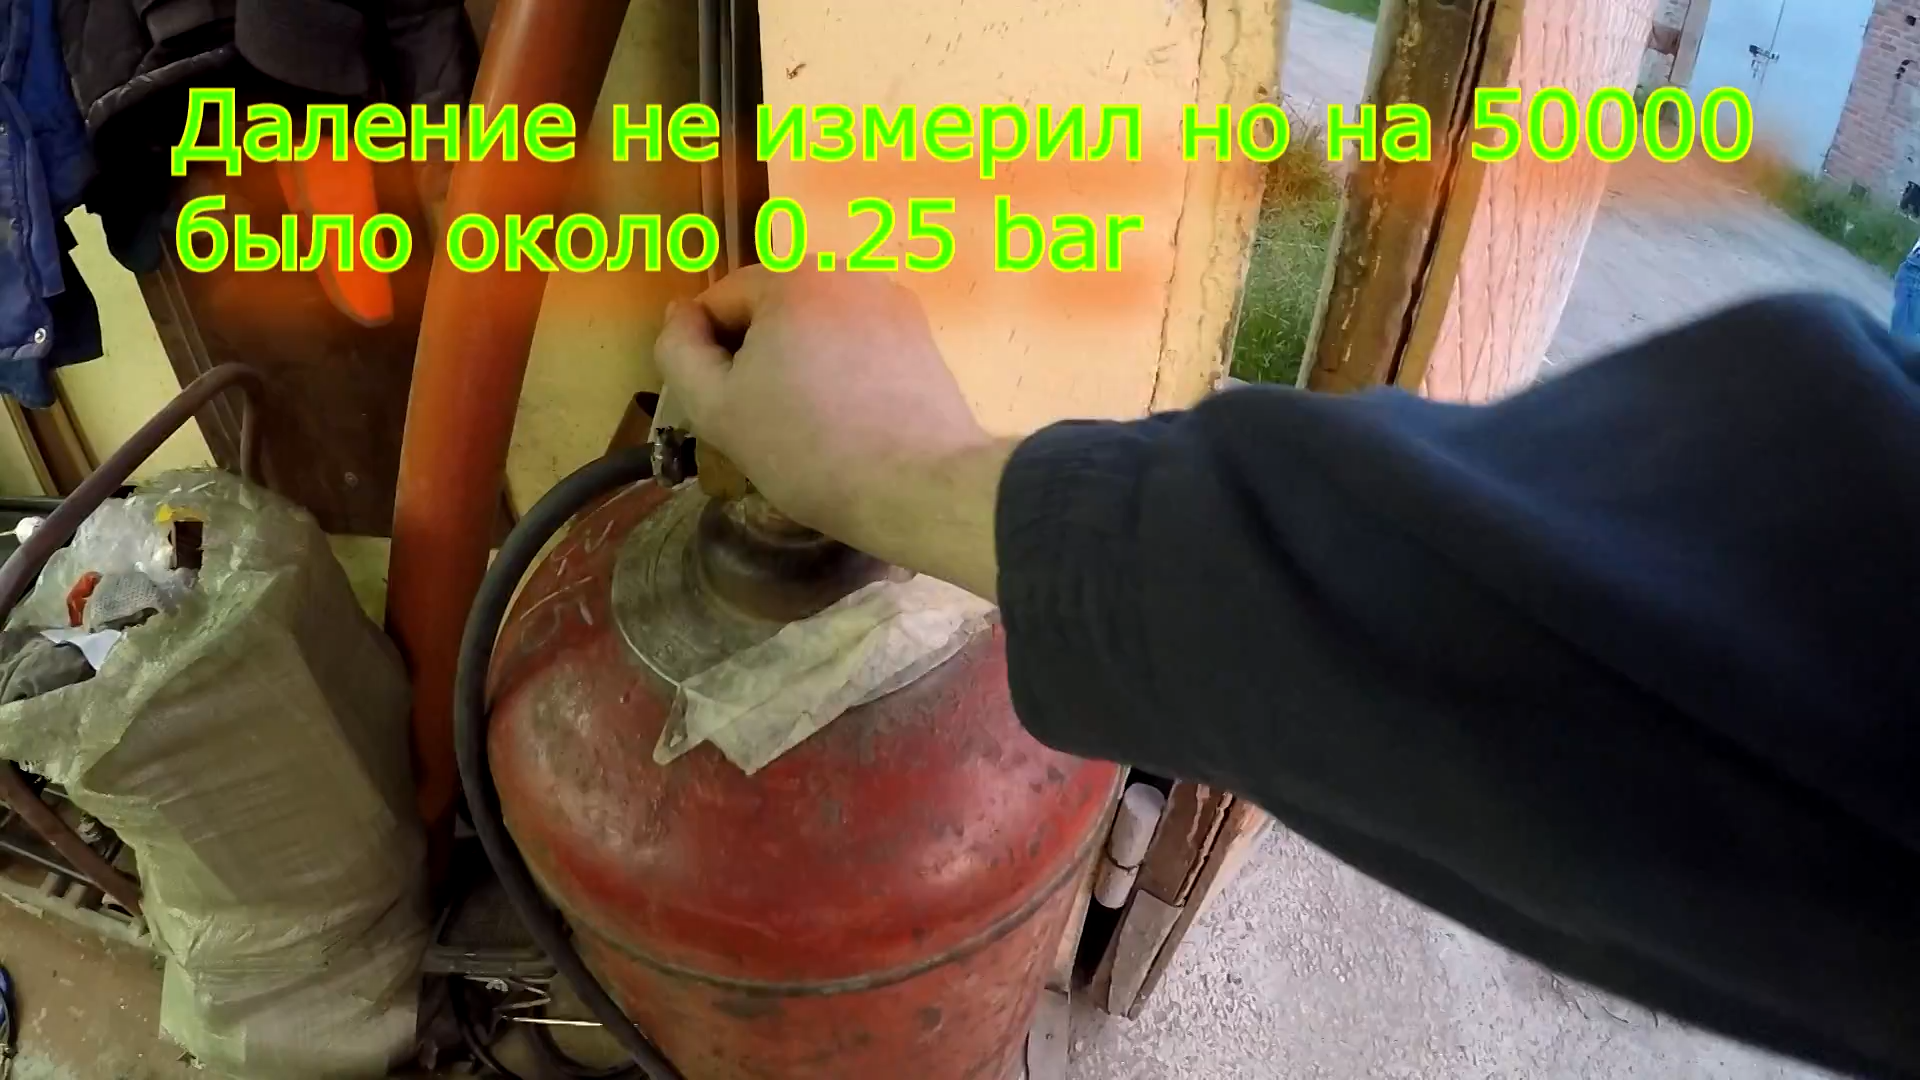 Даление не измерил но на 50000
было около 0.25 bar